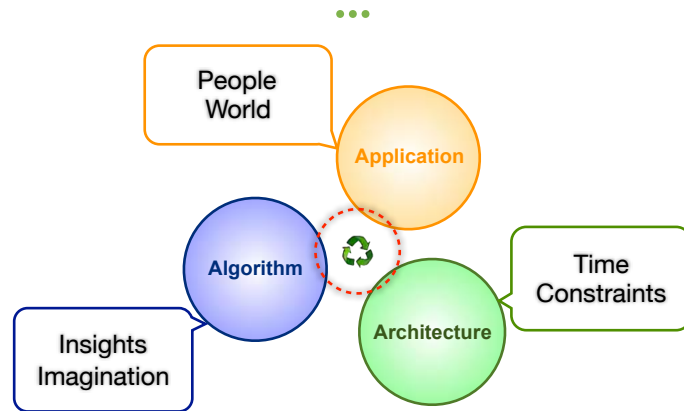 People
World
Application
Algorithm
Time
Constraints
Architecture
Insights
Imagination